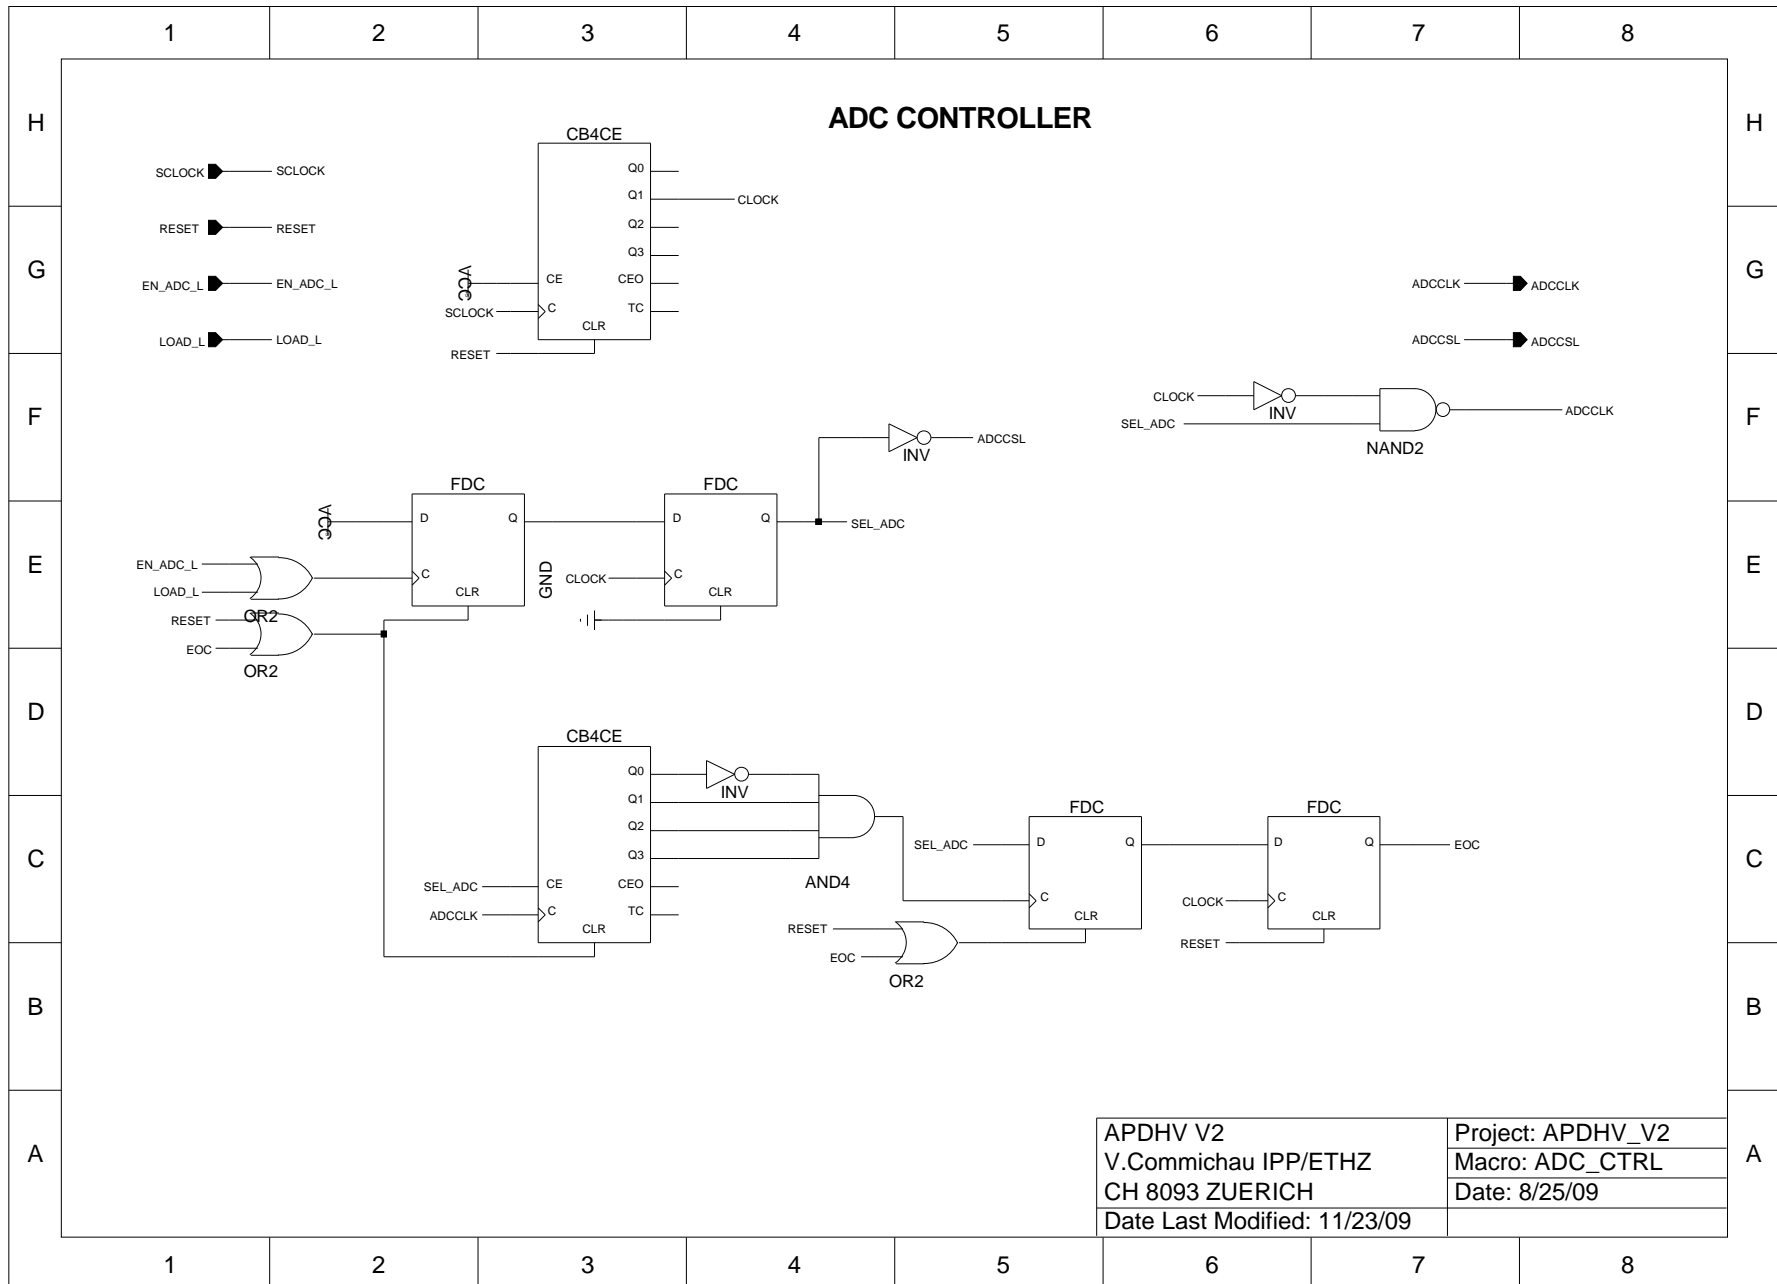 1 2 3 4 5 6 7 8
H H
ADC CONTROLLER
CB4CE
SCLOCK SCLOCK
Q0
Q1 CLOCK
RESET RESET
Q2
Q3
G G
VCC CE CEO
EN_ADC_L EN_ADC_L
ADCCLK ADCCLK
SCLOCK C TC
CLR
LOAD_L LOAD_L
RESET
ADCCSL ADCCSL
F F
CLOCK INV
SEL_ADC
NAND2
ADCCLK
INV ADCCSL
FDC FDC
VCC D Q D Q SEL_ADC
E E
EN_ADC_L
LOAD_L
OR2
C CLR
GND
CLOCK C CLR
RESET
EOC
OR2
D D
CB4CE
Q0 INV
Q1
Q2
Q3
AND4
C C
FDC FDC
SEL_ADC D Q D Q EOC
SEL_ADC CE CEO
ADCCLK C TC
CLR
C CLR
CLOCK C CLR
RESET
EOC
OR2
RESET
B B
A A
APDHV V2
V.Commichau IPP/ETHZ
CH 8093 ZUERICH
Date Last Modified: 11/23/09
Project: APDHV_V2
Macro: ADC_CTRL
Date: 8/25/09
1 2 3 4 5 6 7 8